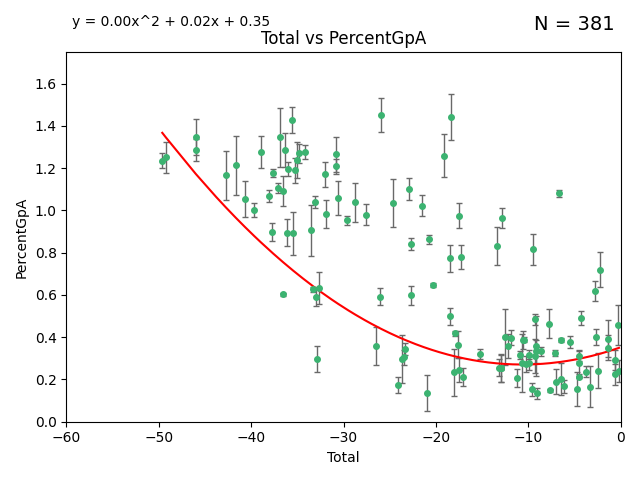 y = 0.00x^2 + 0.02x + 0.35
N = 381
Total vs PercentGpA
PercentGpA
1.6
1.4
1.2
1.0
0.8
0.6
0.4
0.2
0.0
−60 −50 −40 −30 −20 −10 0
Total